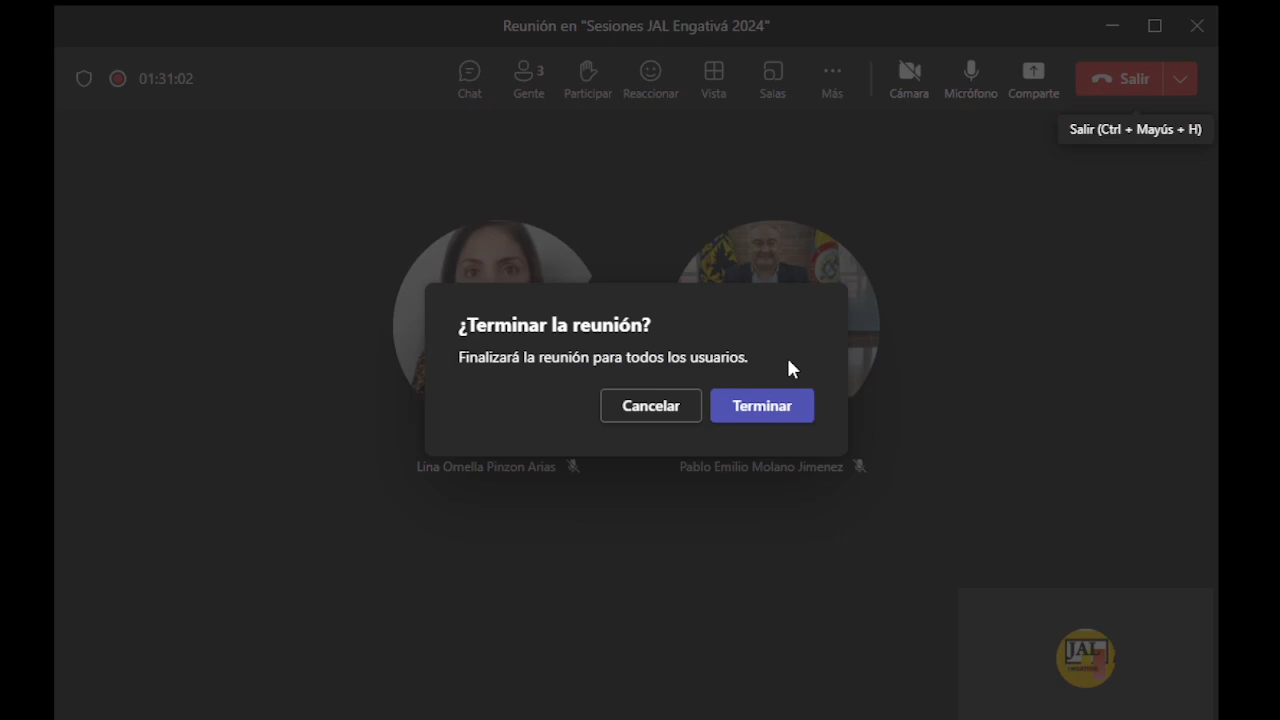 Reunión en "Sesiones JAL Engativá 2024"
01:31:02
3
Chat
Gente
Participar
Reaccionar
Vista
Salas
Más
Cámara
Micrófono
Comparte
Salir
Salir (Ctrl + Mayús + H)
¿Terminar la reunión?
Finalizará la reunión para todos los usuarios.
Cancelar
Terminar
Lina Ornella Pinzon Arias
Pablo Emilio Molano Jimenez
JAL